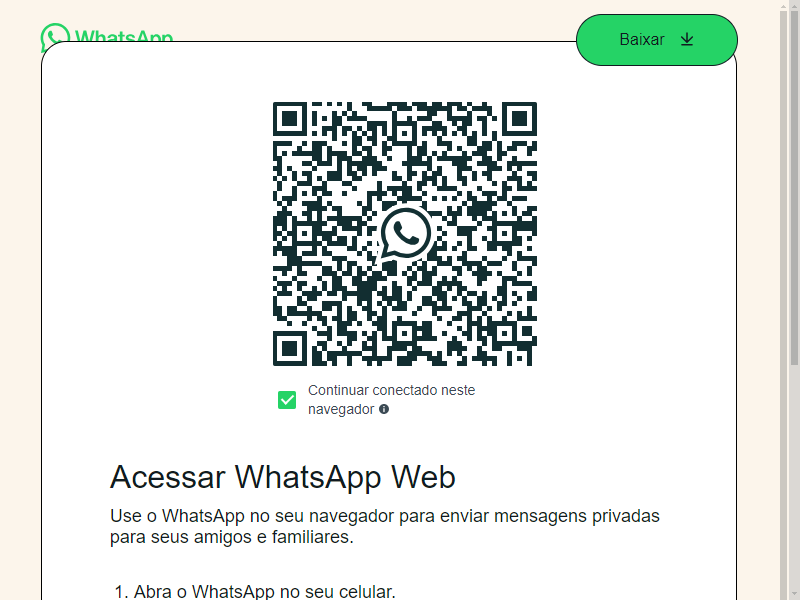 WhatsApp
Baixar
Continuar conectado neste
navegador
Acessar WhatsApp Web
Use o WhatsApp no seu navegador para enviar mensagens privadas
para seus amigos e familiares.
1. Abra o WhatsApp no seu celular.